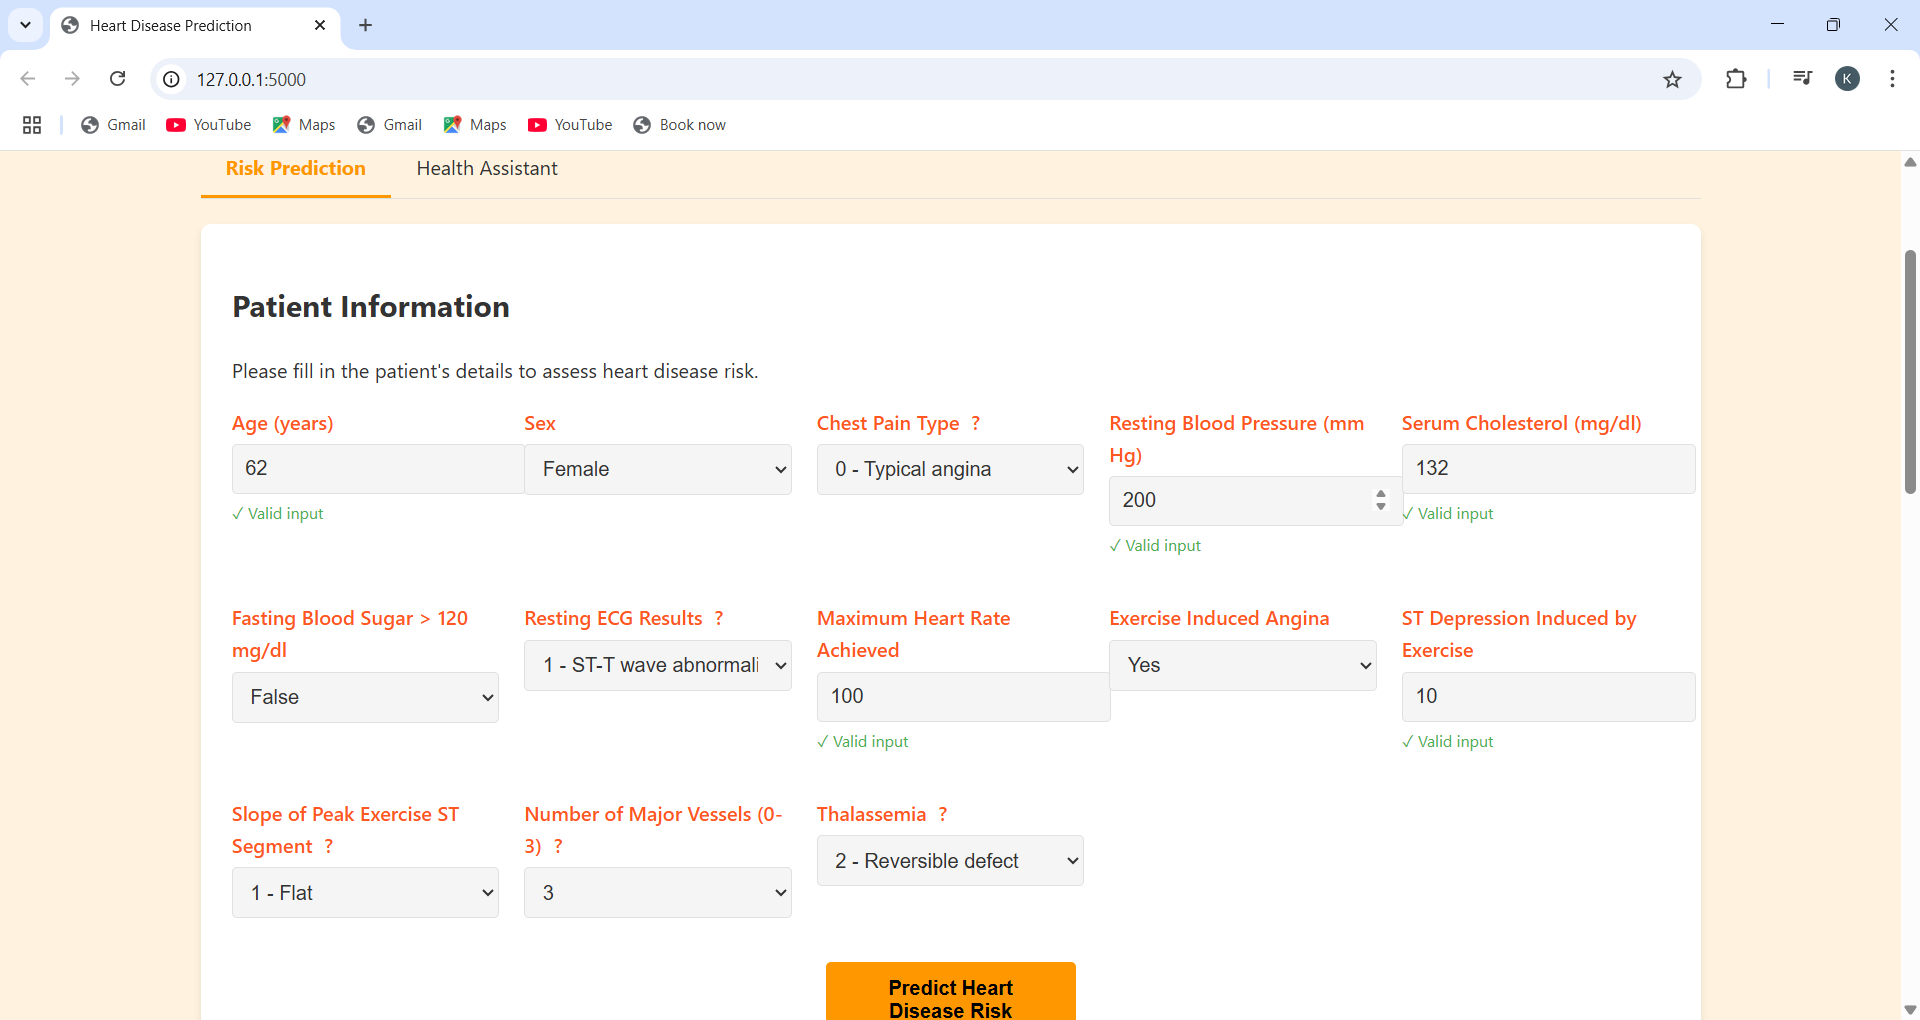 Heart Disease Prediction
127.0.0.1:5000
K
Gmail YouTube Maps Gmail Maps YouTube Book now
Risk Prediction Health Assistant
Patient Information
Please fill in the patient's details to assess heart disease risk.
Age (years)
62
✓ Valid input
Sex
Female
Chest Pain Type ?
0 - Typical angina
Resting Blood Pressure (mm
Hg)
200
✓ Valid input
Serum Cholesterol (mg/dl)
132
✓ Valid input
Fasting Blood Sugar > 120
mg/dl
False
Resting ECG Results ?
1 - ST-T wave abnormali
Maximum Heart Rate
Achieved
100
✓ Valid input
Exercise Induced Angina
Yes
ST Depression Induced by
Exercise
10
✓ Valid input
Slope of Peak Exercise ST
Segment ?
1 - Flat
Number of Major Vessels (0-
3) ?
3
Thalassemia ?
2 - Reversible defect
Predict Heart
Disease Risk